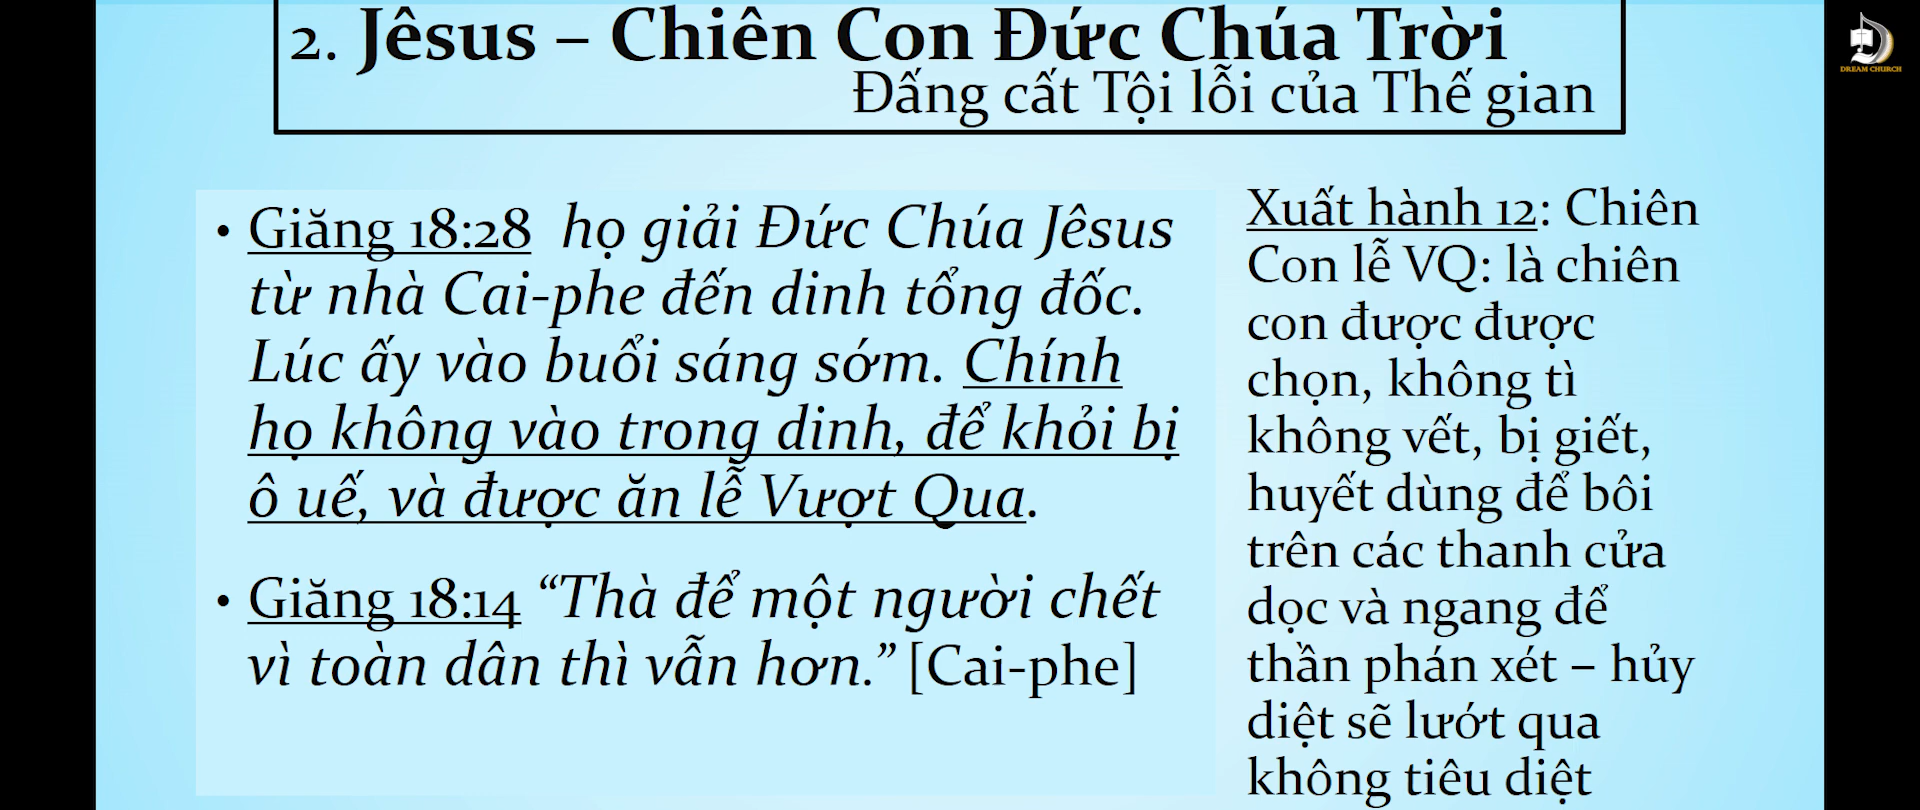 2. Jêsus – Chiên Con Đức Chúa Trời
Đấng cất Tội lỗi của Thế gian
• Giăng 18:28 họ giải Đức Chúa Jêsus
từ nhà Cai-phe đến dinh tổng đốc.
Lúc ấy vào buổi sáng sớm. Chính
họ không vào trong dinh, để khỏi bị
ô uế, và được ăn lễ Vượt Qua.
• Giăng 18:14 “Thà để một người chết
vì toàn dân thì vẫn hơn.” [Cai-phe]
Xuất hành 12: Chiên
Con lễ VQ: là chiên
con được được
chọn, không tì
không vết, bị giết,
huyết dùng để bôi
trên các thanh cửa
dọc và ngang để
thần phán xét – hủy
diệt sẽ lướt qua
không tiêu diệt
DREAM CHURCH